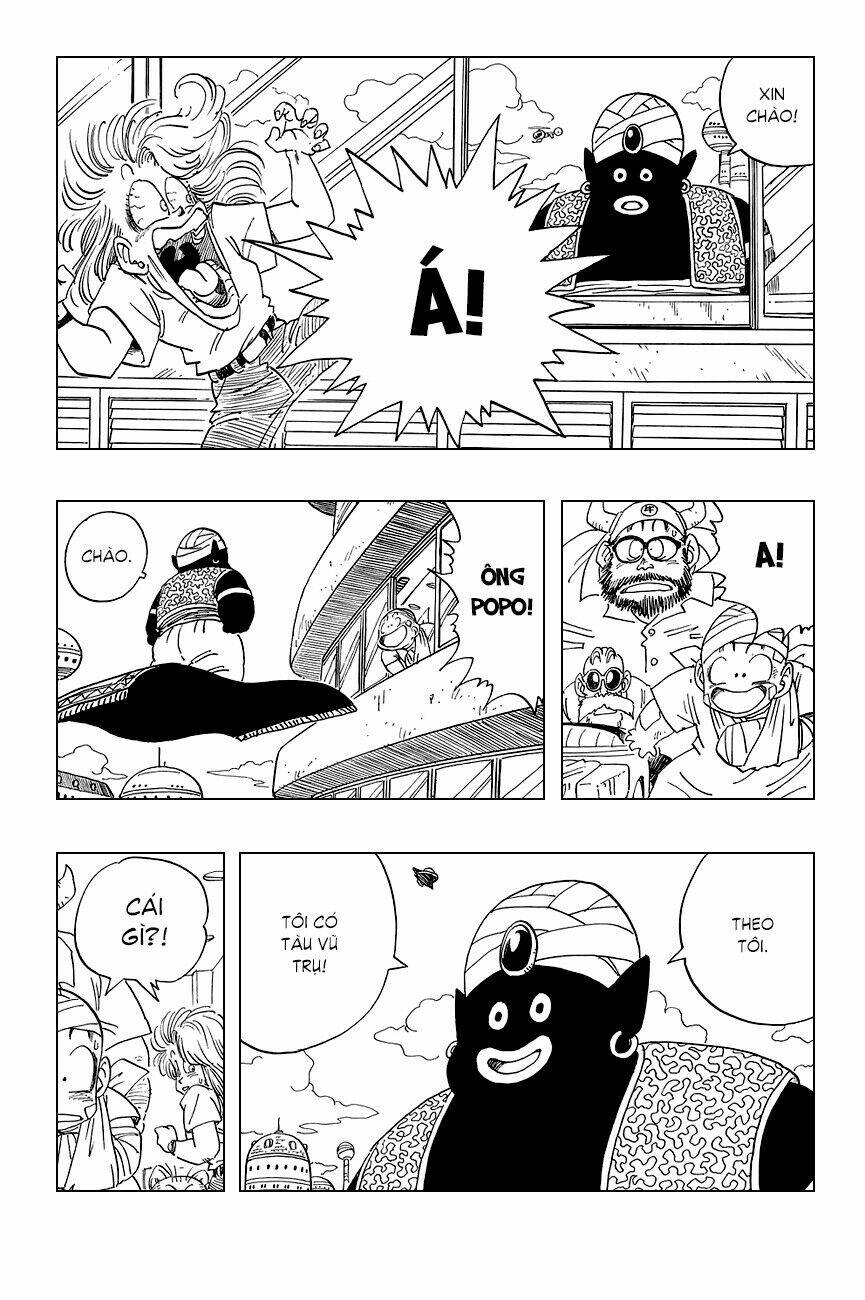 XIN
CHÀO!
Á!
CHÀO.
ÔNG
POPO!
A!
CÁI
GÌ?!
TÔI CÓ
TÀU VŨ
TRỤ!
THEO
TÔI.